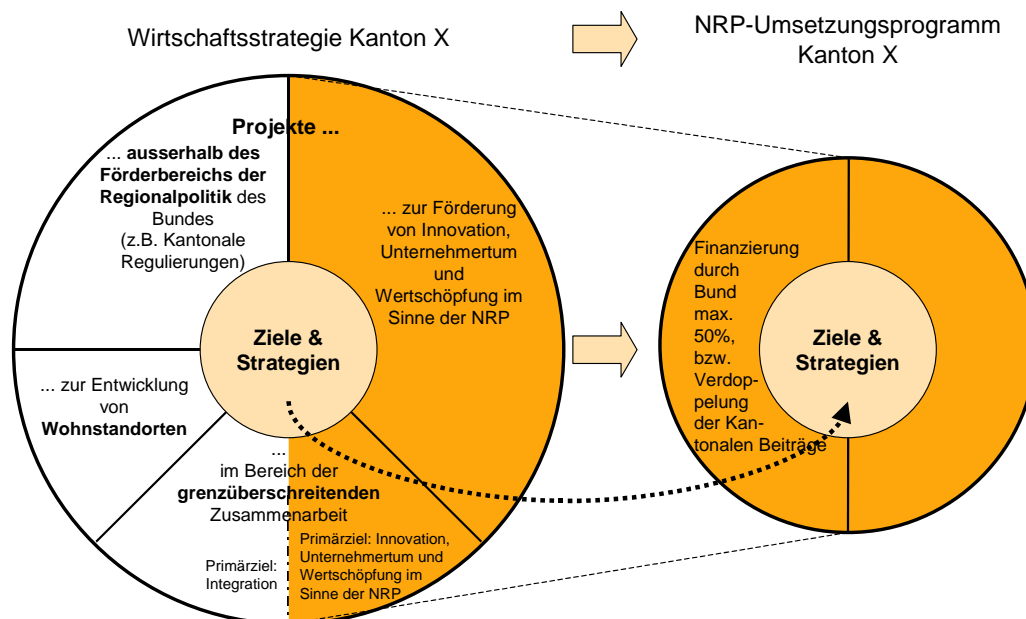 Wirtschaftsstrategie Kanton X
NRP-Umsetzungsprogramm
Kanton X
Projekte ...
... ausserhalb des
Förderbereichs der
Regionalpolitik des
Bundes
(z.B. Kantonale
Regulierungen)
... zur Förderung
von Innovation,
Unternehmertum
und
Wertschöpfung im
Sinne der NRP
Ziele &
Strategien
... zur Entwicklung
von
Wohnstandorten
...
im Bereich der
grenzüberschreitenden
Zusammenarbeit
Primärziel:
Integration
Primärziel: Innovation,
Unternehmertum und
Wertschöpfung im
Sinne der NRP
Finanzierung
durch
Bund
max.
50%,
bzw.
Verdop-
pelung
der Kan-
tonalen Beiträge
Ziele &
Strategien